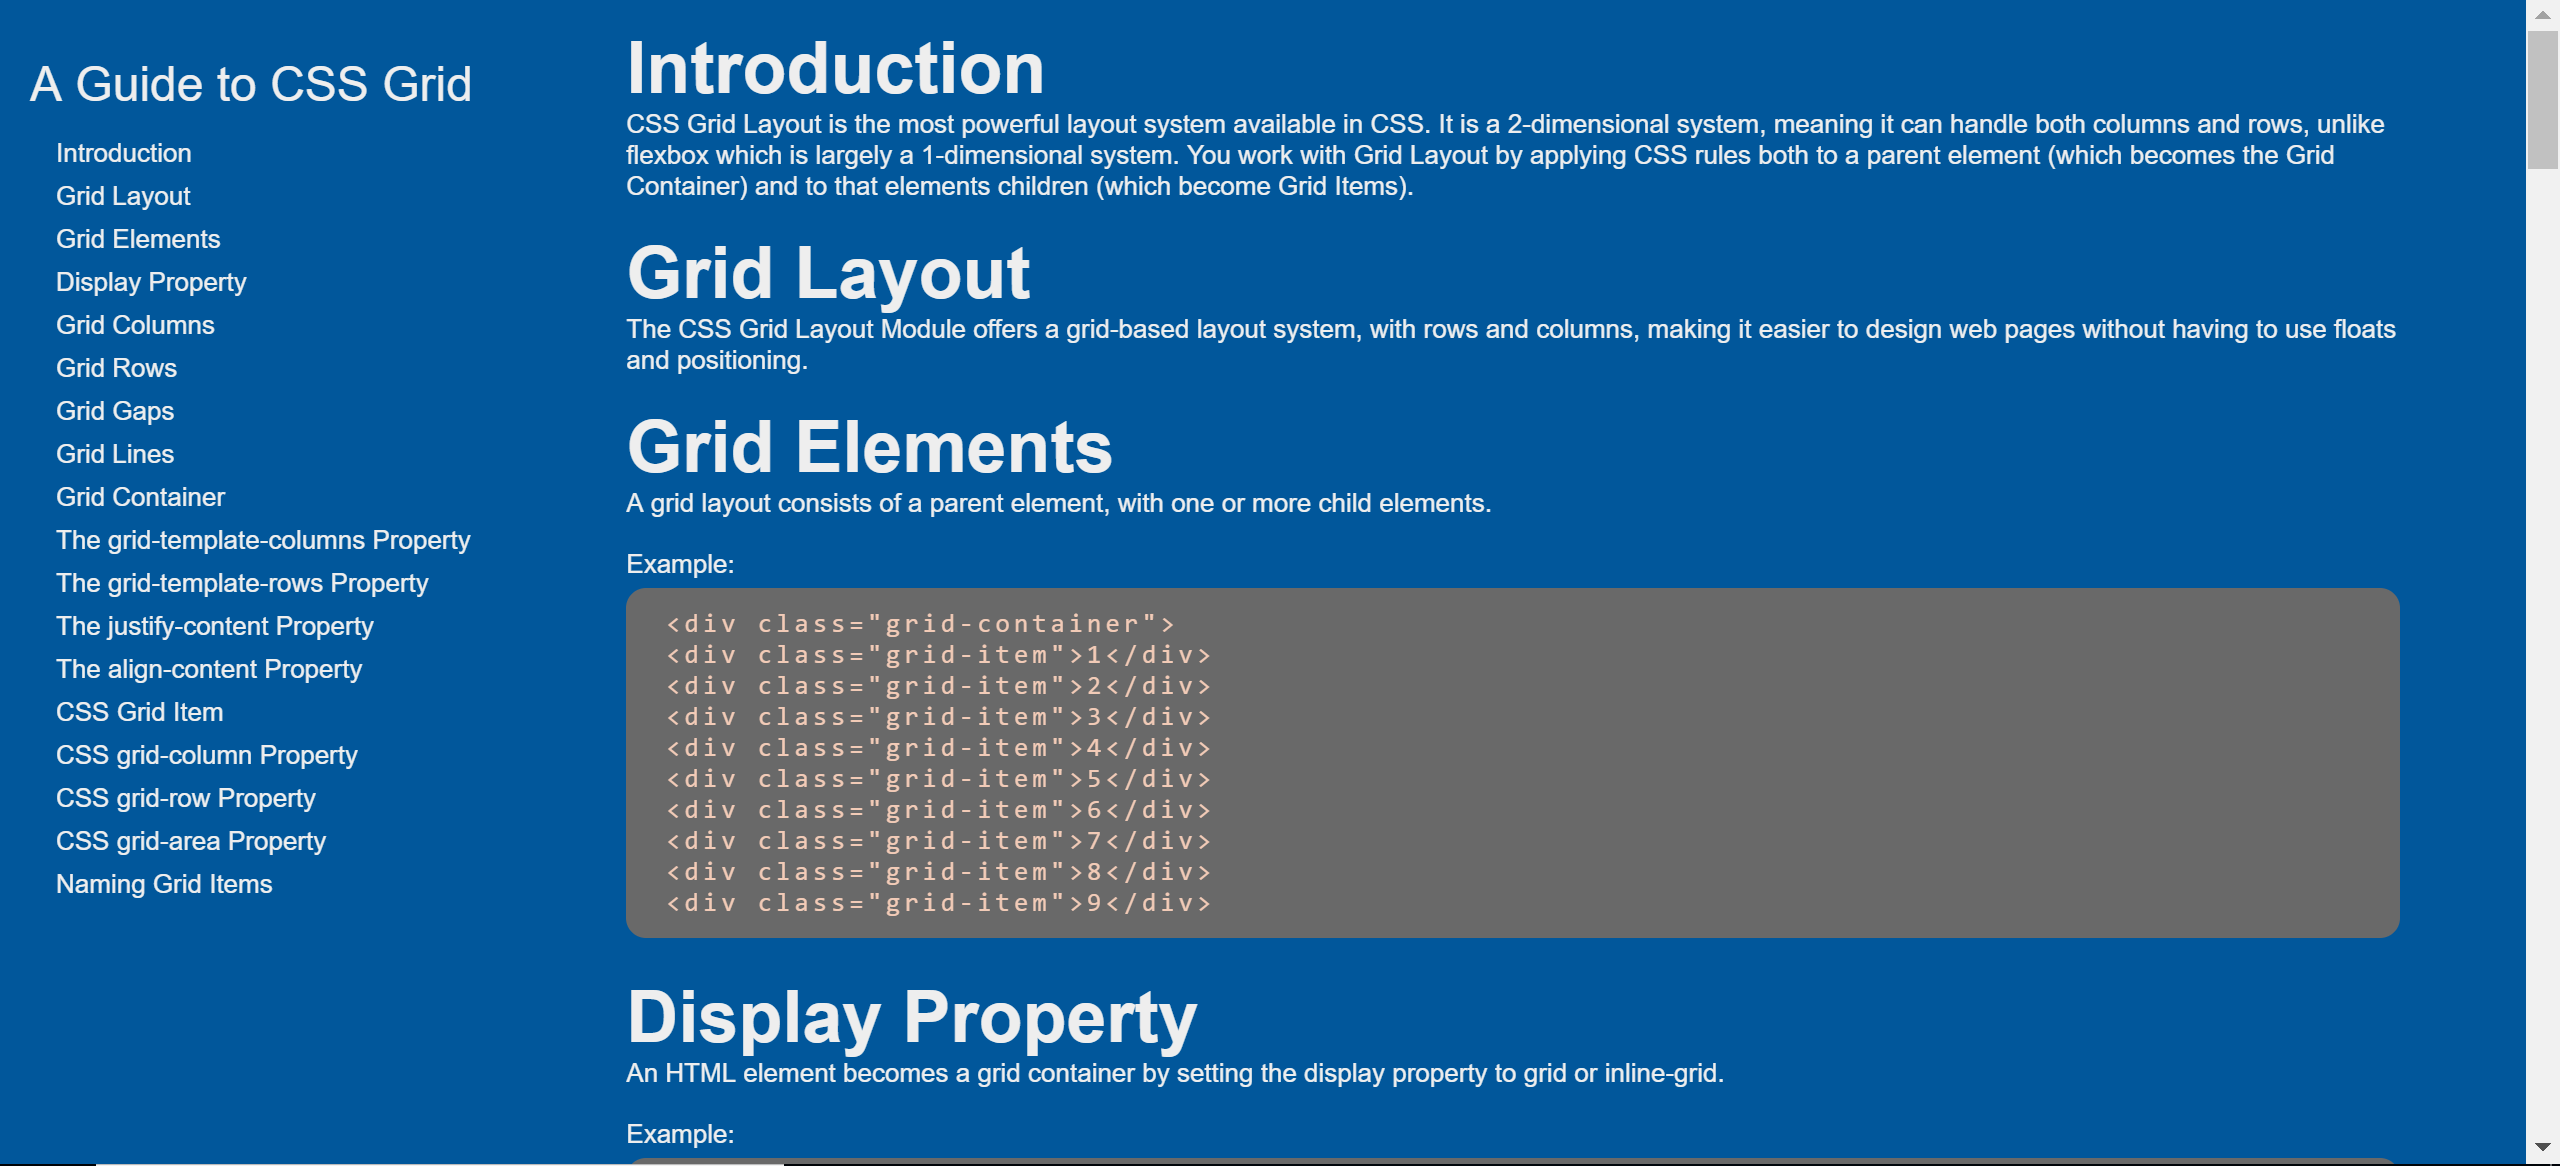 A Guide to CSS Grid
Introduction
Grid Layout
Grid Elements
Display Property
Grid Columns
Grid Rows
Grid Gaps
Grid Lines
Grid Container
The grid-template-columns Property
The grid-template-rows Property
The justify-content Property
The align-content Property
CSS Grid Item
CSS grid-column Property
CSS grid-row Property
CSS grid-area Property
Naming Grid Items
Introduction
CSS Grid Layout is the most powerful layout system available in CSS. It is a 2-dimensional system, meaning it can handle both columns and rows, unlike
flexbox which is largely a 1-dimensional system. You work with Grid Layout by applying CSS rules both to a parent element (which becomes the Grid
Container) and to that elements children (which become Grid Items).
Grid Layout
The CSS Grid Layout Module offers a grid-based layout system, with rows and columns, making it easier to design web pages without having to use floats
and positioning.
Grid Elements
A grid layout consists of a parent element, with one or more child elements.
Example:
<div class="grid-container">
<div class="grid-item">1</div>
<div class="grid-item">2</div>
<div class="grid-item">3</div>
<div class="grid-item">4</div>
<div class="grid-item">5</div>
<div class="grid-item">6</div>
<div class="grid-item">7</div>
<div class="grid-item">8</div>
<div class="grid-item">9</div>
Display Property
An HTML element becomes a grid container by setting the display property to grid or inline-grid.
Example: